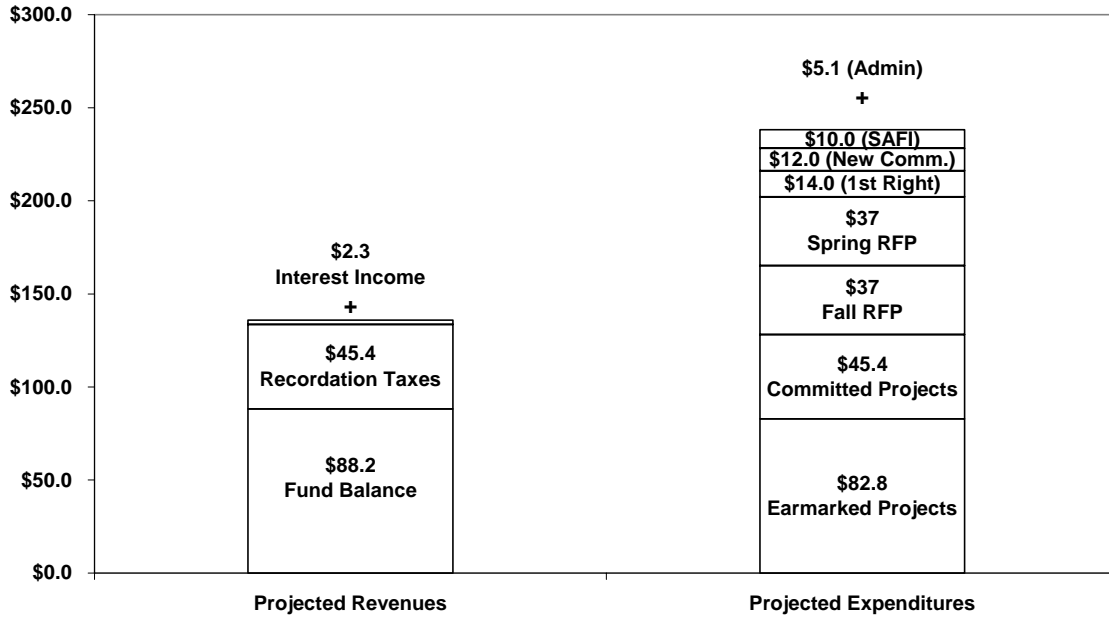 $300.0
$250.0
$200.0
$150.0
$100.0
$50.0
$0.0
$2.3
Interest Income
+
$45.4
Recordation Taxes
$88.2
Fund Balance
$5.1 (Admin)
+
$10.0 (SAFI)
$12.0 (New Comm.)
$14.0 (1st Right)
$37
Spring RFP
$37
Fall RFP
$45.4
Committed Projects
$82.8
Earmarked Projects
Projected Revenues
Projected Expenditures